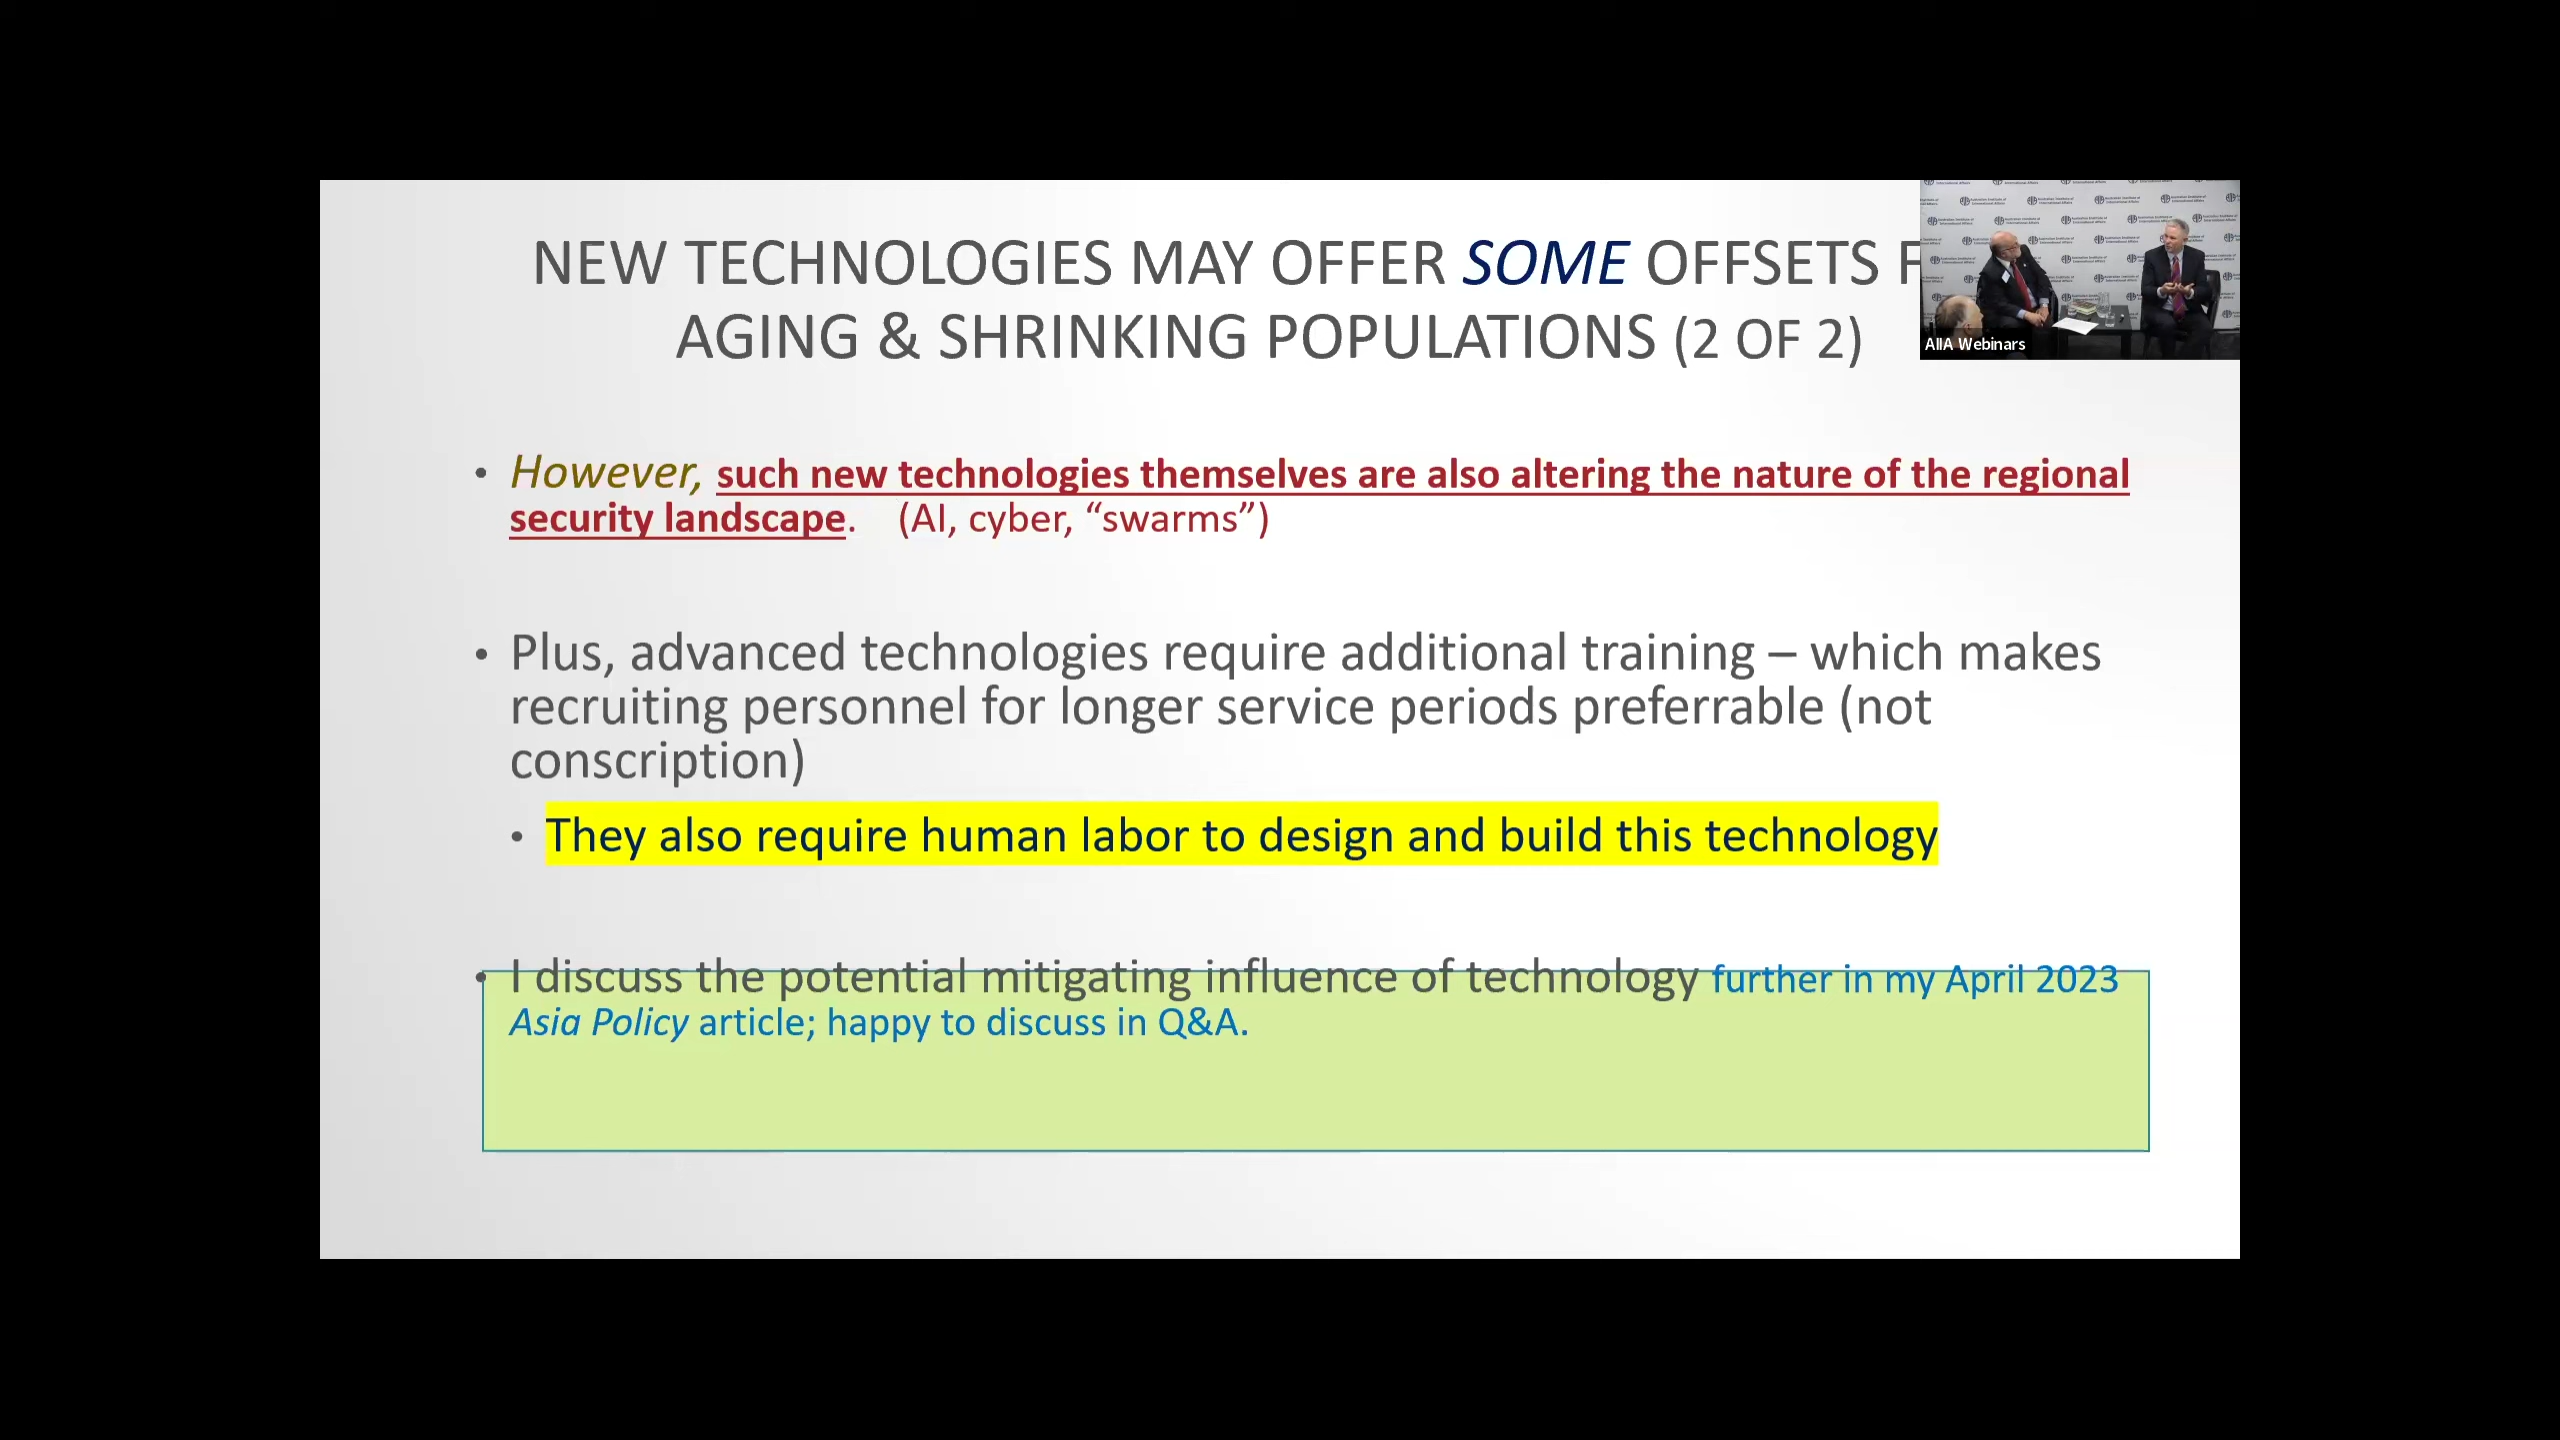 NEW TECHNOLOGIES MAY OFFER SOME OFFSETS F
AGING & SHRINKING POPULATIONS (2 OF 2)
AIIA Webinars
• However, such new technologies themselves are also altering the nature of the regional
security landscape. (AI, cyber, “swarms”)
• Plus, advanced technologies require additional training – which makes
recruiting personnel for longer service periods preferrable (not
conscription)
• They also require human labor to design and build this technology
• I discuss the potential mitigating influence of technology further in my April 2023
Asia Policy article; happy to discuss in Q&A.